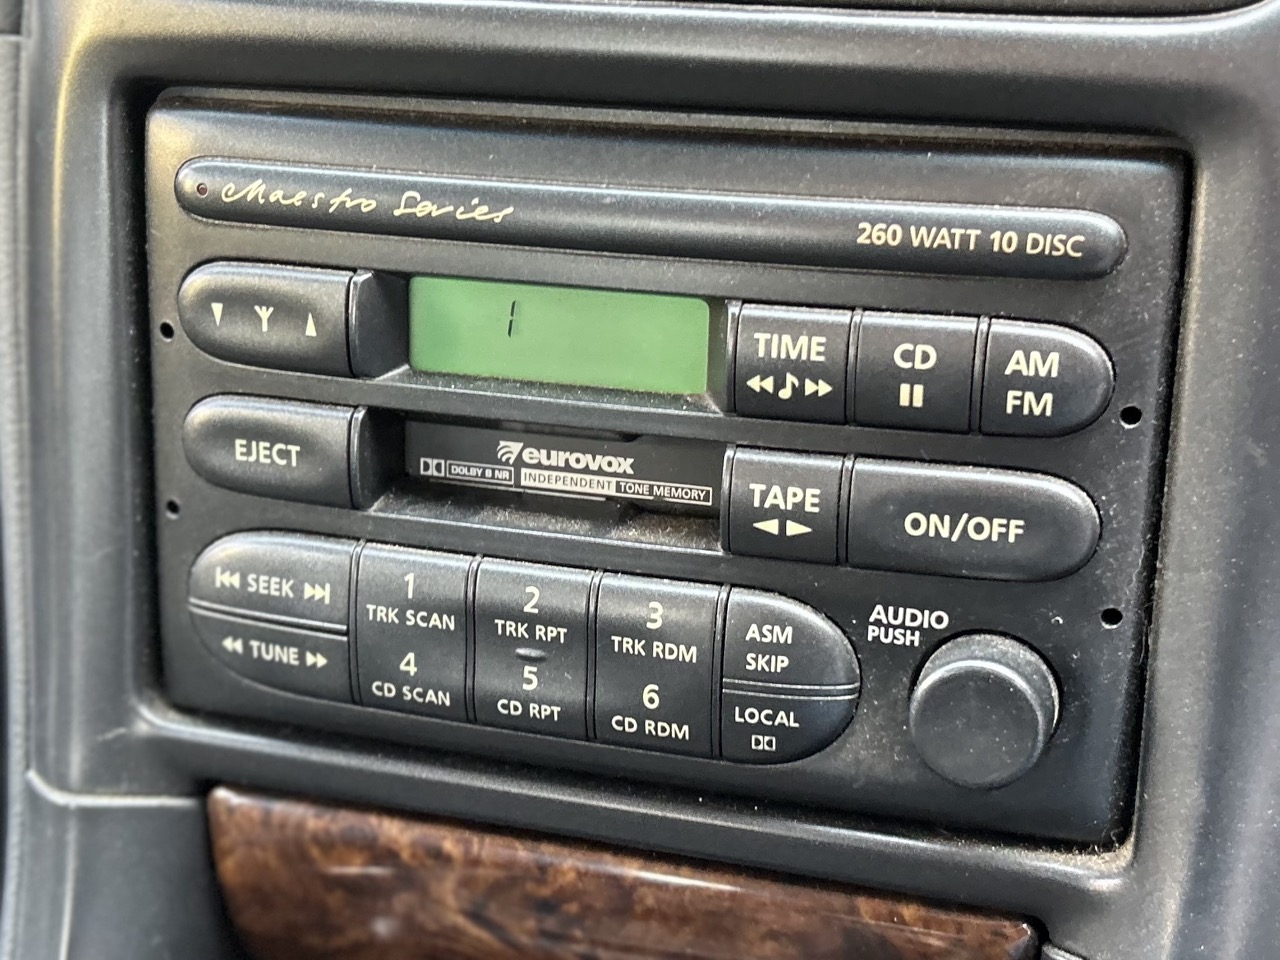 Maestro Series
260 WATT 10 DISC
1
TIME
CD
AM
FM
EJECT
eurovox
DOLBY B NR
INDEPENDENT TONE MEMORY
TAPE
ON/OFF
SEEK
TUNE
1
TRK SCAN
4
CD SCAN
2
TRK RPT
5
CD RPT
3
TRK RDM
6
CD RDM
ASM
SKIP
LOCAL
AUDIO
PUSH